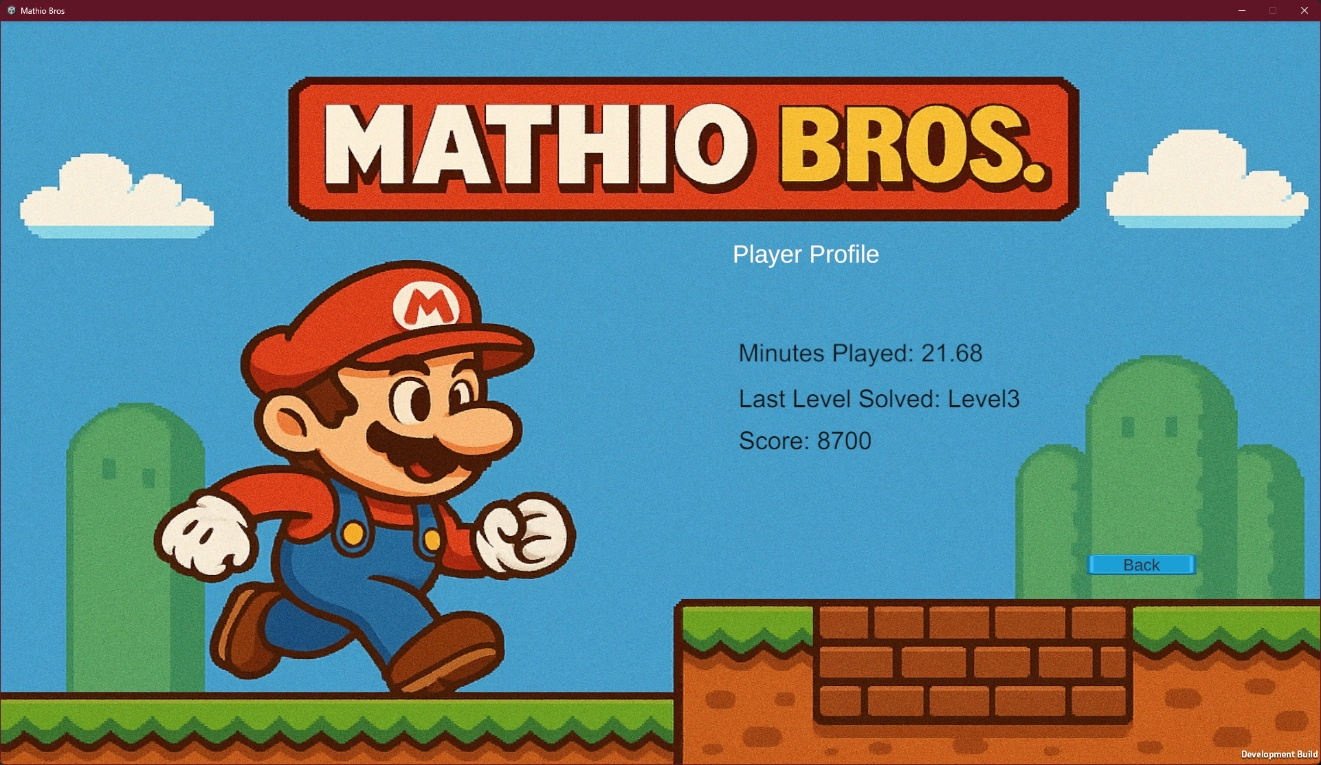 Mathio Bros
MATHIO BROS.
Player Profile
M
Minutes Played: 21.68
Last Level Solved: Level3
Score: 8700
Back
Development Build